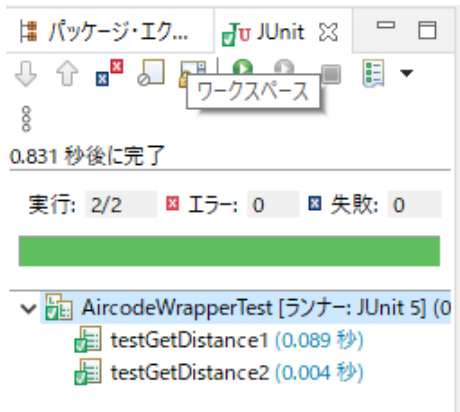 パッケージ・エク... JUnit
ワークスペース
0.831 秒後に完了
実行: 2/2 エラー: 0 失敗: 0
AircodeWrapperTest [ランナー: JUnit 5] (0
testGetDistance1 (0.089 秒)
testGetDistance2 (0.004 秒)